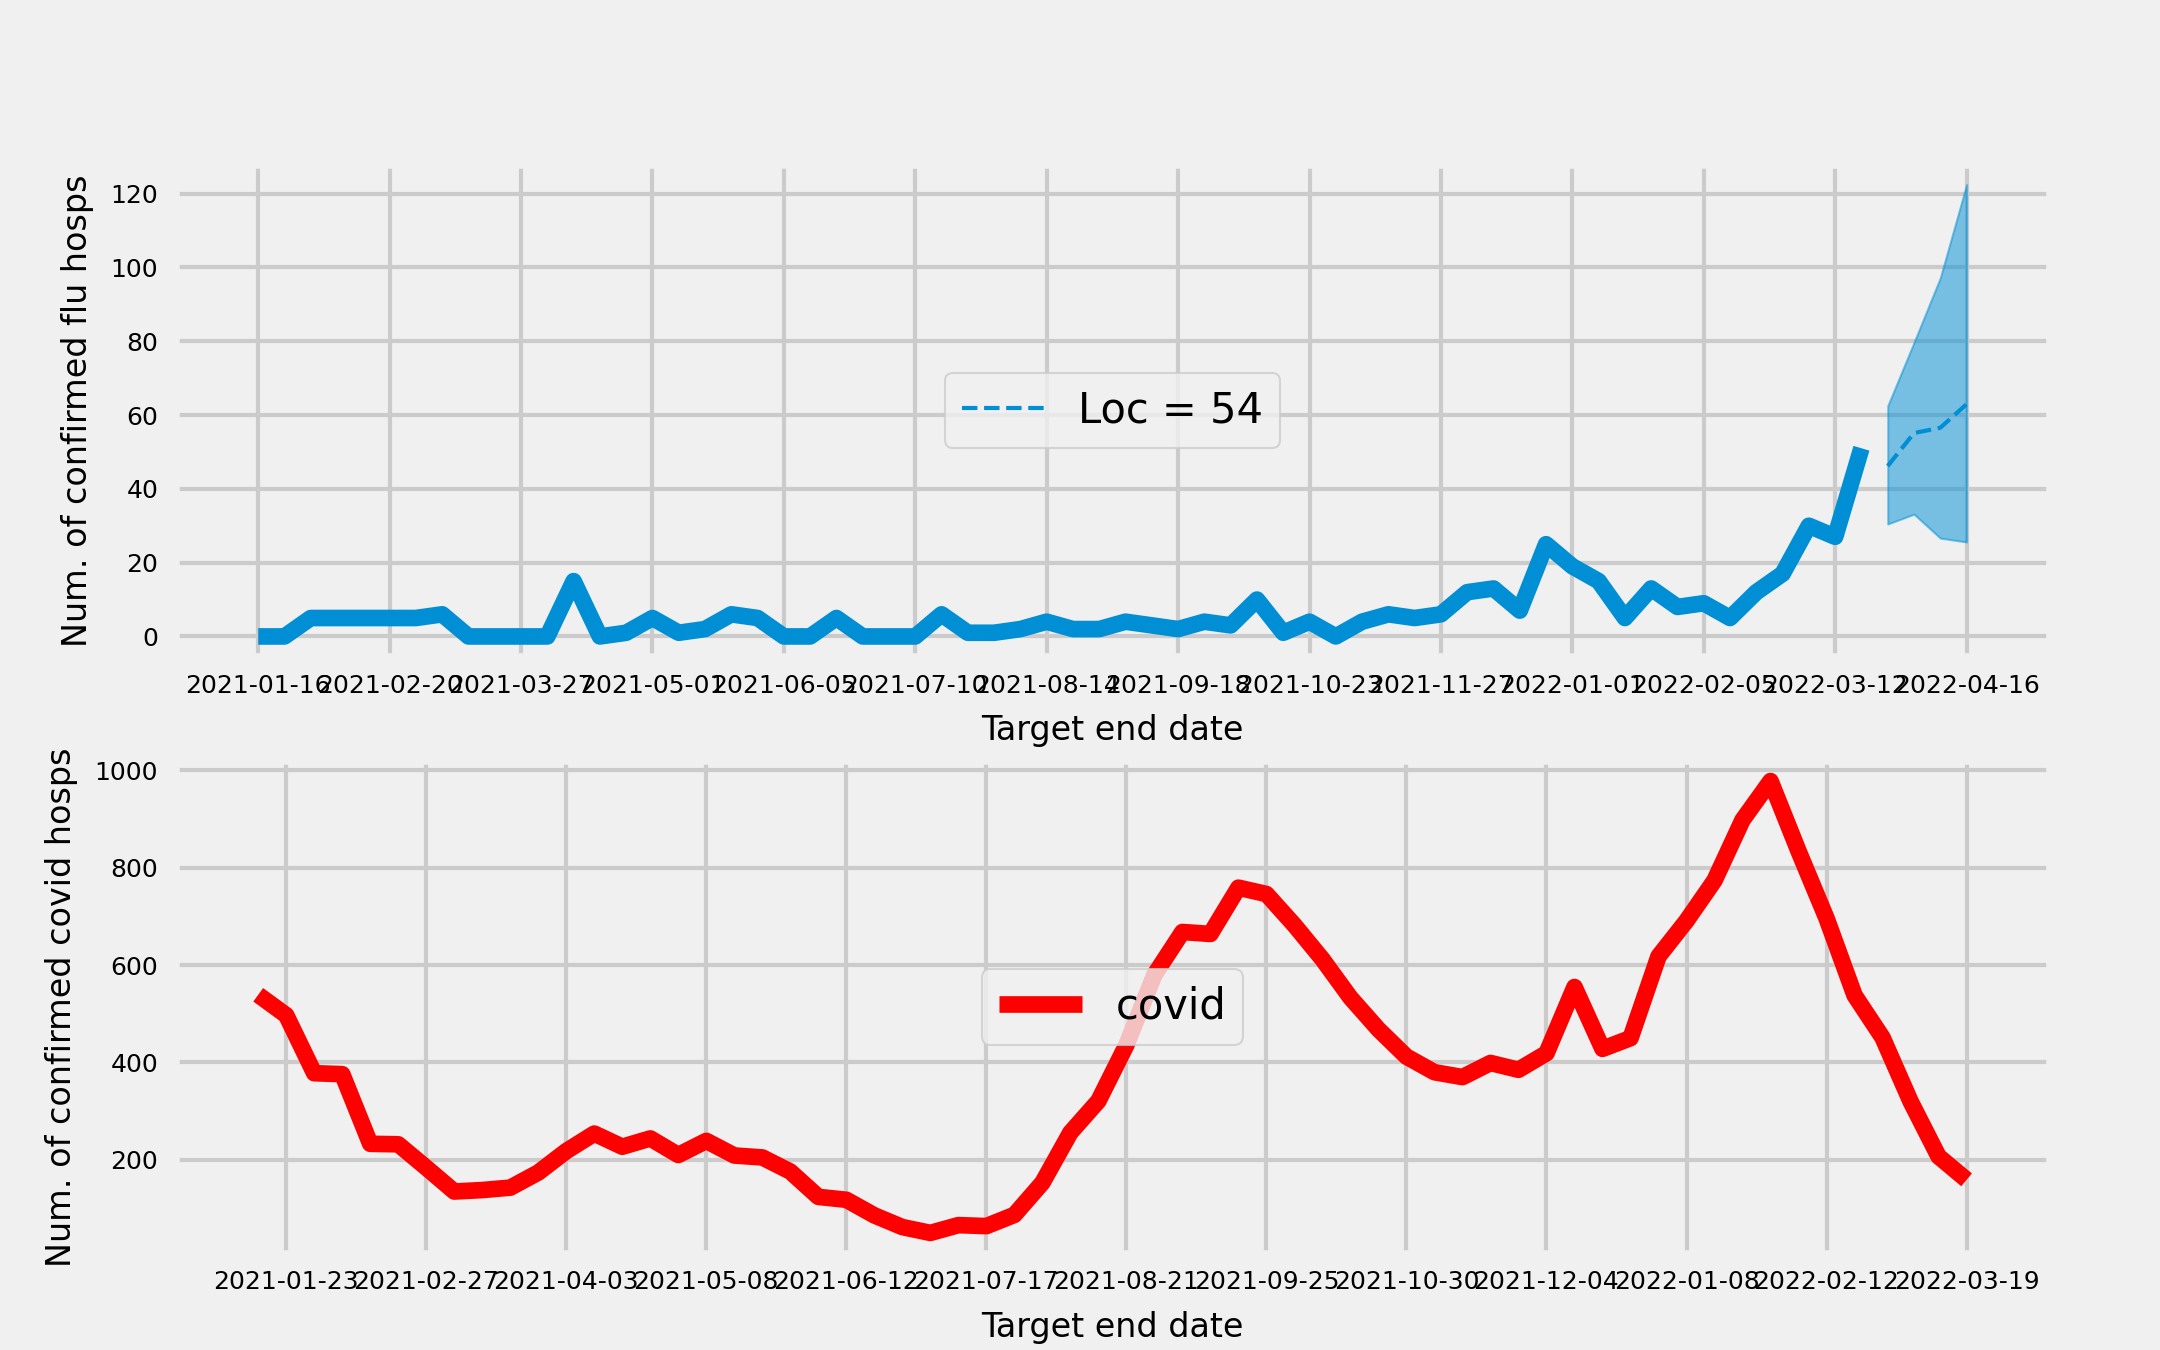 Num. of confirmed flu hosps
120
100
80
60
40
20
0
Loc = 54
2021-01-16 2021-02-20 2021-03-27 2021-05-01 2021-06-05 2021-07-10 2021-08-14 2021-09-18 2021-10-23 2021-11-27 2022-01-01 2022-02-05 2022-03-12 2022-04-16
Target end date
Num. of confirmed covid hosps
1000
800
600
400
200
covid
2021-01-23 2021-02-27 2021-04-03 2021-05-08 2021-06-12 2021-07-17 2021-08-21 2021-09-25 2021-10-30 2021-12-04 2022-01-08 2022-02-12 2022-03-19
Target end date